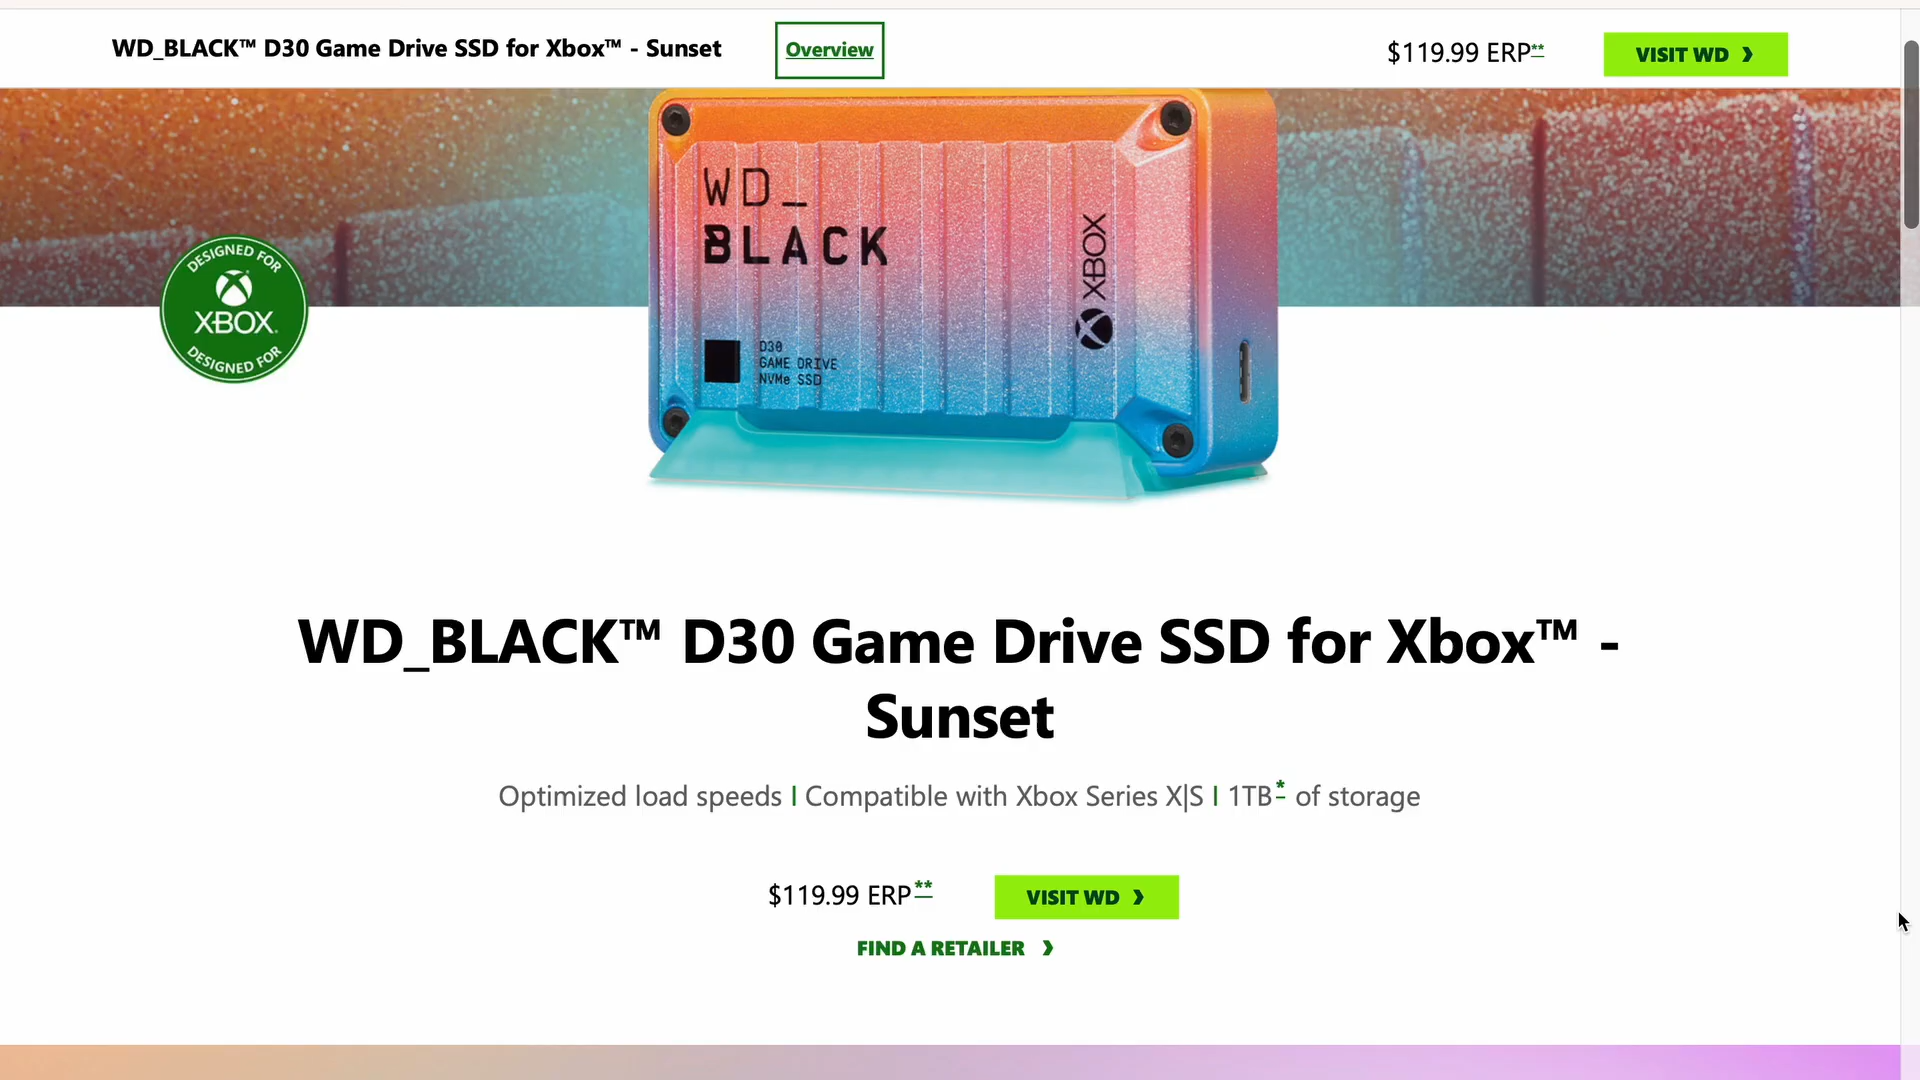 WD_BLACK™ D30 Game Drive SSD for Xbox™ - Sunset
Overview
$119.99 ERP**
VISIT WD ❯
WD_
BLACK
XBOX
D30
GAME DRIVE
NVMe SSD
DESIGNED FOR
XBOX
DESIGNED FOR
WD_BLACK™ D30 Game Drive SSD for Xbox™ -
Sunset
Optimized load speeds I Compatible with Xbox Series X|S I 1TB* of storage
$119.99 ERP**
VISIT WD ❯
FIND A RETAILER ❯